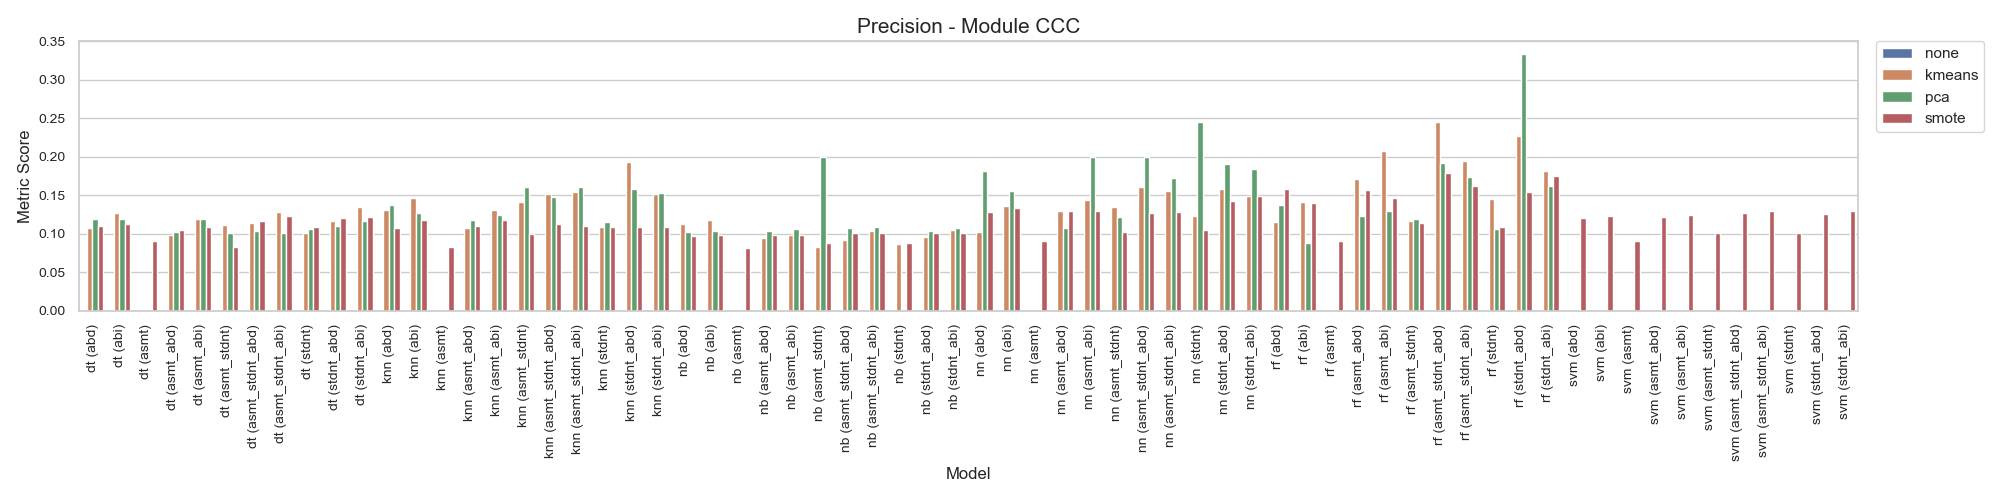 Precision - Module CCC
0.35
0.30
0.25
0.20
0.15
0.10
0.05
0.00
Metric Score
dt (abd)
dt (abi)
dt (asmt)
dt (asmt_abd)
dt (asmt_abi)
dt (asmt_stdnt)
dt (asmt_stdnt_abd)
dt (asmt_stdnt_abi)
dt (stdnt)
dt (stdnt_abd)
dt (stdnt_abi)
knn (abd)
knn (abi)
knn (asmt)
knn (asmt_abd)
knn (asmt_abi)
knn (asmt_stdnt)
knn (asmt_stdnt_abd)
knn (asmt_stdnt_abi)
knn (stdnt)
knn (stdnt_abd)
knn (stdnt_abi)
nb (abd)
nb (abi)
nb (asmt)
nb (asmt_abd)
nb (asmt_abi)
nb (asmt_stdnt)
nb (asmt_stdnt_abd)
nb (asmt_stdnt_abi)
nb (stdnt)
nb (stdnt_abd)
nb (stdnt_abi)
nn (abd)
nn (abi)
nn (asmt)
nn (asmt_abd)
nn (asmt_abi)
nn (asmt_stdnt)
nn (asmt_stdnt_abd)
nn (asmt_stdnt_abi)
nn (stdnt)
nn (stdnt_abd)
nn (stdnt_abi)
rf (abd)
rf (abi)
rf (asmt)
rf (asmt_abd)
rf (asmt_abi)
rf (asmt_stdnt)
rf (asmt_stdnt_abd)
rf (asmt_stdnt_abi)
rf (stdnt)
rf (stdnt_abd)
rf (stdnt_abi)
svm (abd)
svm (abi)
svm (asmt)
svm (asmt_abd)
svm (asmt_abi)
svm (asmt_stdnt)
svm (asmt_stdnt_abd)
svm (asmt_stdnt_abi)
svm (stdnt)
svm (stdnt_abd)
svm (stdnt_abi)
Model
none
kmeans
pca
smote